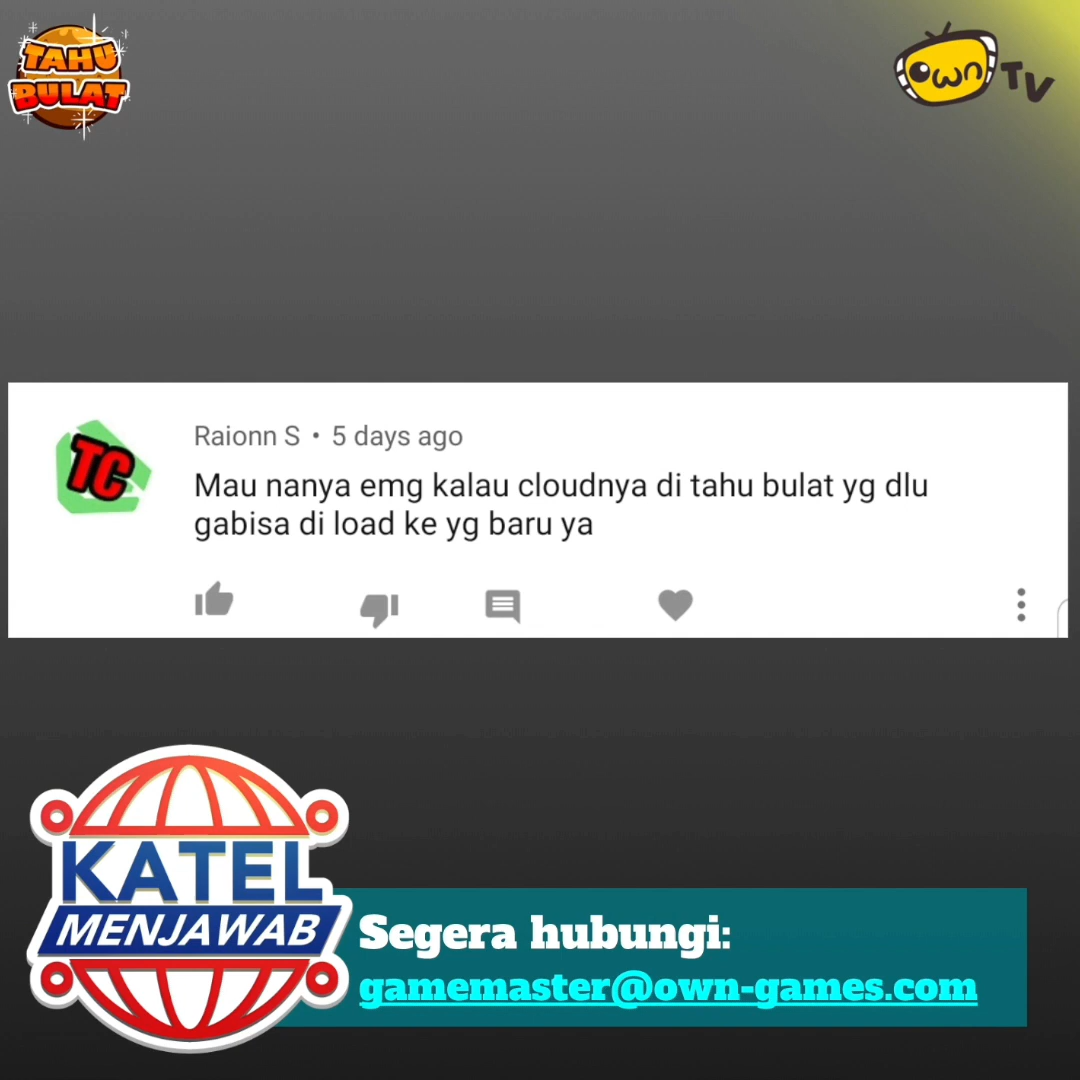 TAHU
BULAT
own TV
TC
Raionn S • 5 days ago
Mau nanya emg kalau cloudnya di tahu bulat yg dlu
gabisa di load ke yg baru ya
KATEL
MENJAWAB
Segera hubungi:
gamemaster@own-games.com